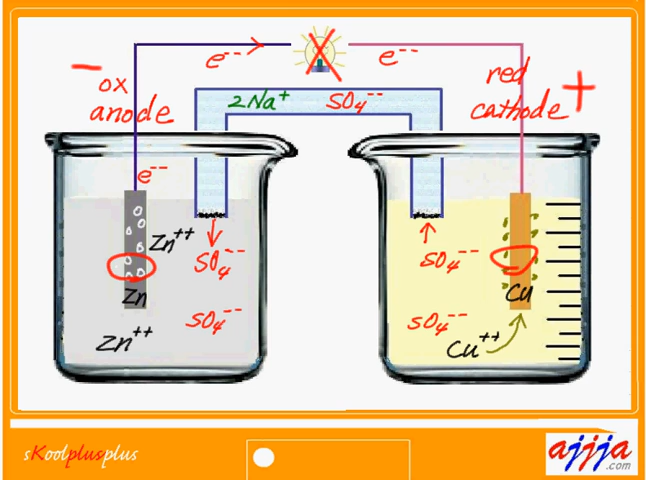 e--
e--
-
ox
anode
red
cathode
+
2Na+ SO4--
e--
Zn++
SO4--
SO4--
Zn
Cu
SO4--
SO4--
Zn++
Cu++
sKoolplusplus
ajjja
.com